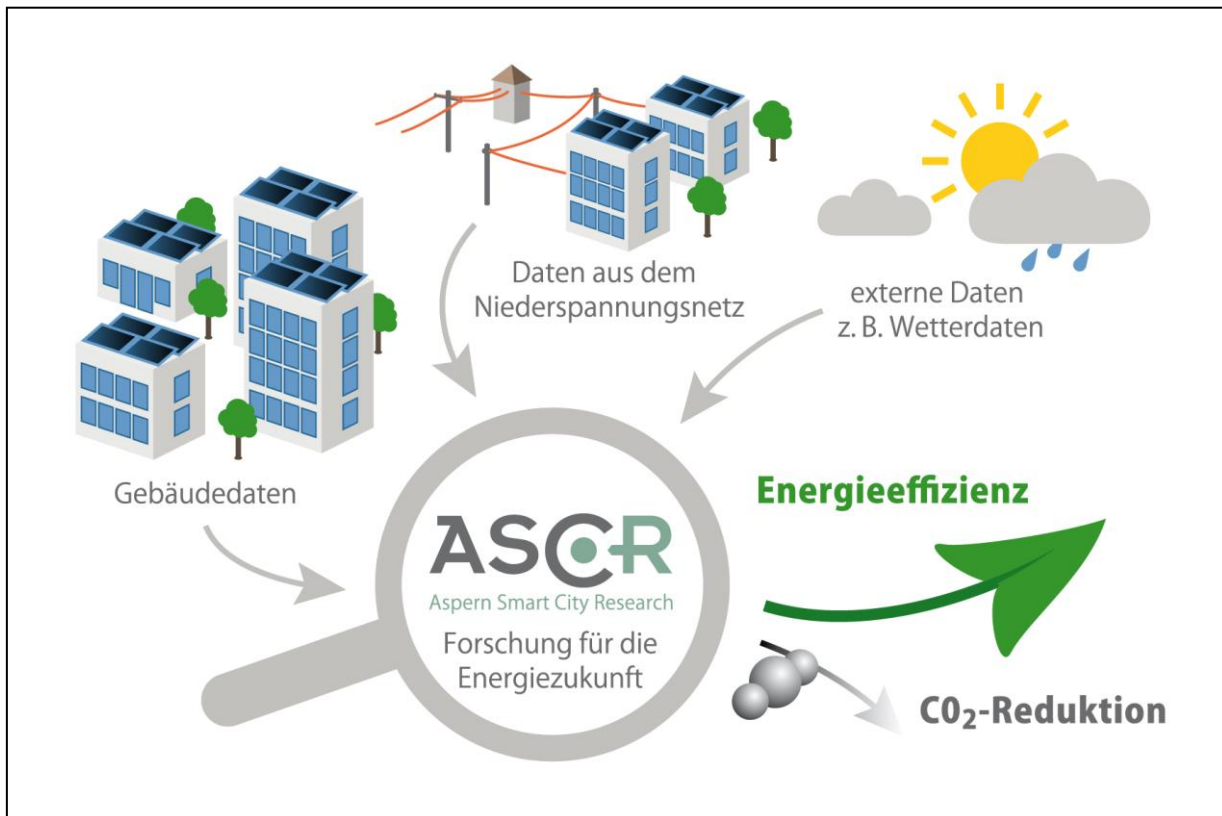 Daten aus dem
Niederspannungsnetz
externe Daten
z. B. Wetterdaten
Gebäudedaten
Energieeffizienz
ASCR
Aspern Smart City Research
Forschung für die
Energiezukunft
C0₂-Reduktion